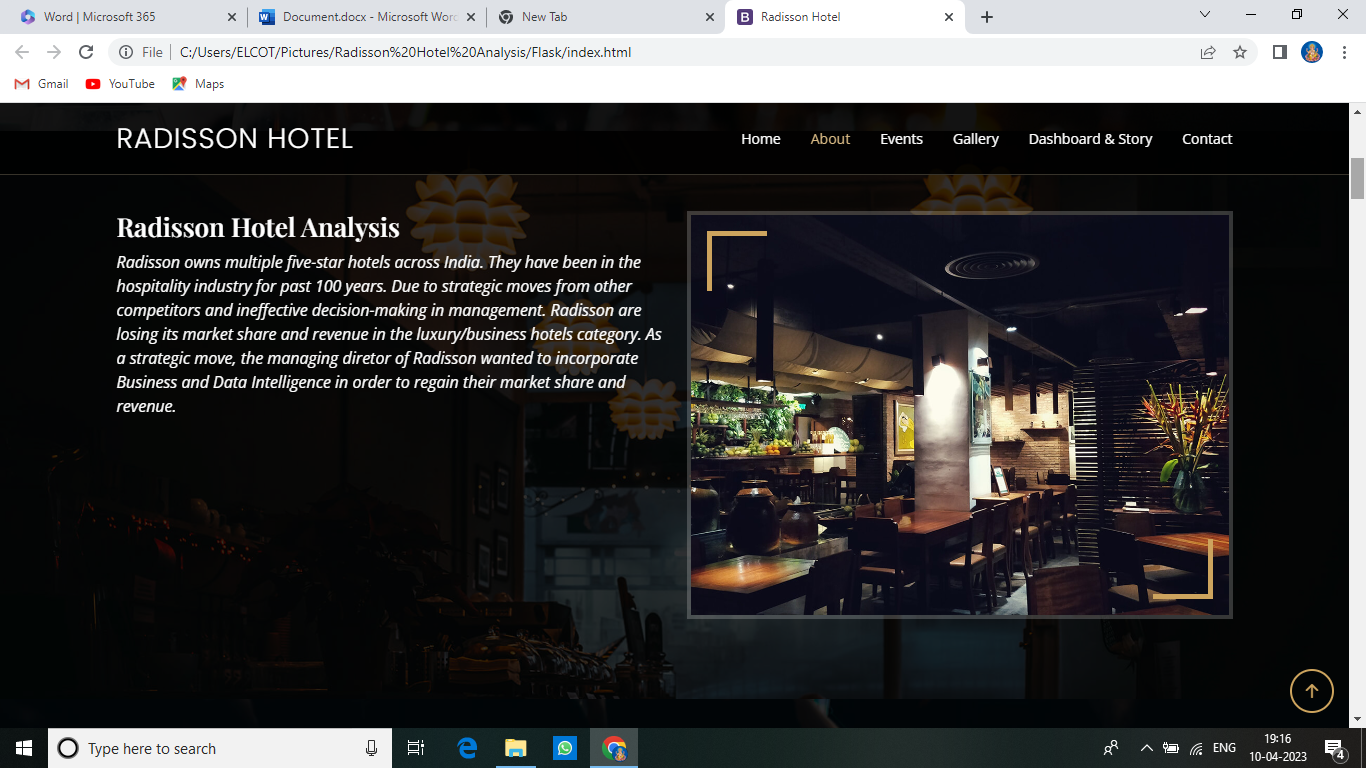 Word | Microsoft 365
Document.docx - Microsoft Word
New Tab
Radisson Hotel
File
C:/Users/ELCOT/Pictures/Radisson%20Hotel%20Analysis/Flask/index.html
Gmail
YouTube
Maps
RADISSON HOTEL
Home
About
Events
Gallery
Dashboard & Story
Contact
Radisson Hotel Analysis
Radisson owns multiple five-star hotels across India. They have been in the
hospitality industry for past 100 years. Due to strategic moves from other
competitors and ineffective decision-making in management. Radisson are
losing its market share and revenue in the luxury/business hotels category. As
a strategic move, the managing diretor of Radisson wanted to incorporate
Business and Data Intelligence in order to regain their market share and
revenue.
Type here to search
ENG
19:16
10-04-2023
4